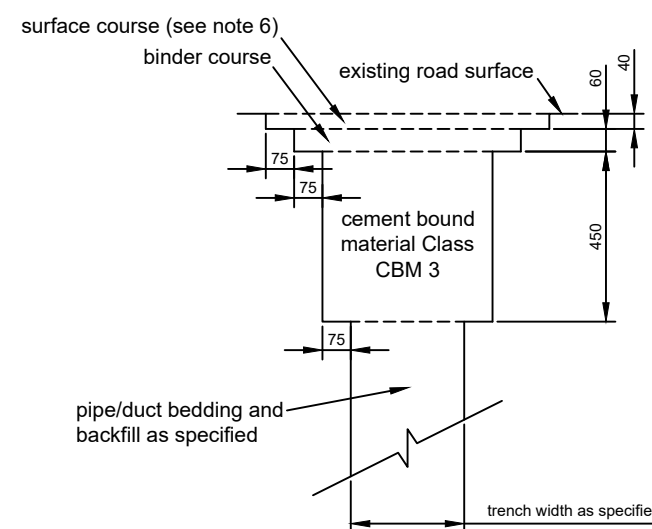 surface course (see note 6)
binder course
existing road surface
60
40
75
75
cement bound
material Class
CBM 3
450
75
pipe/duct bedding and
backfill as specified
trench width as specifie